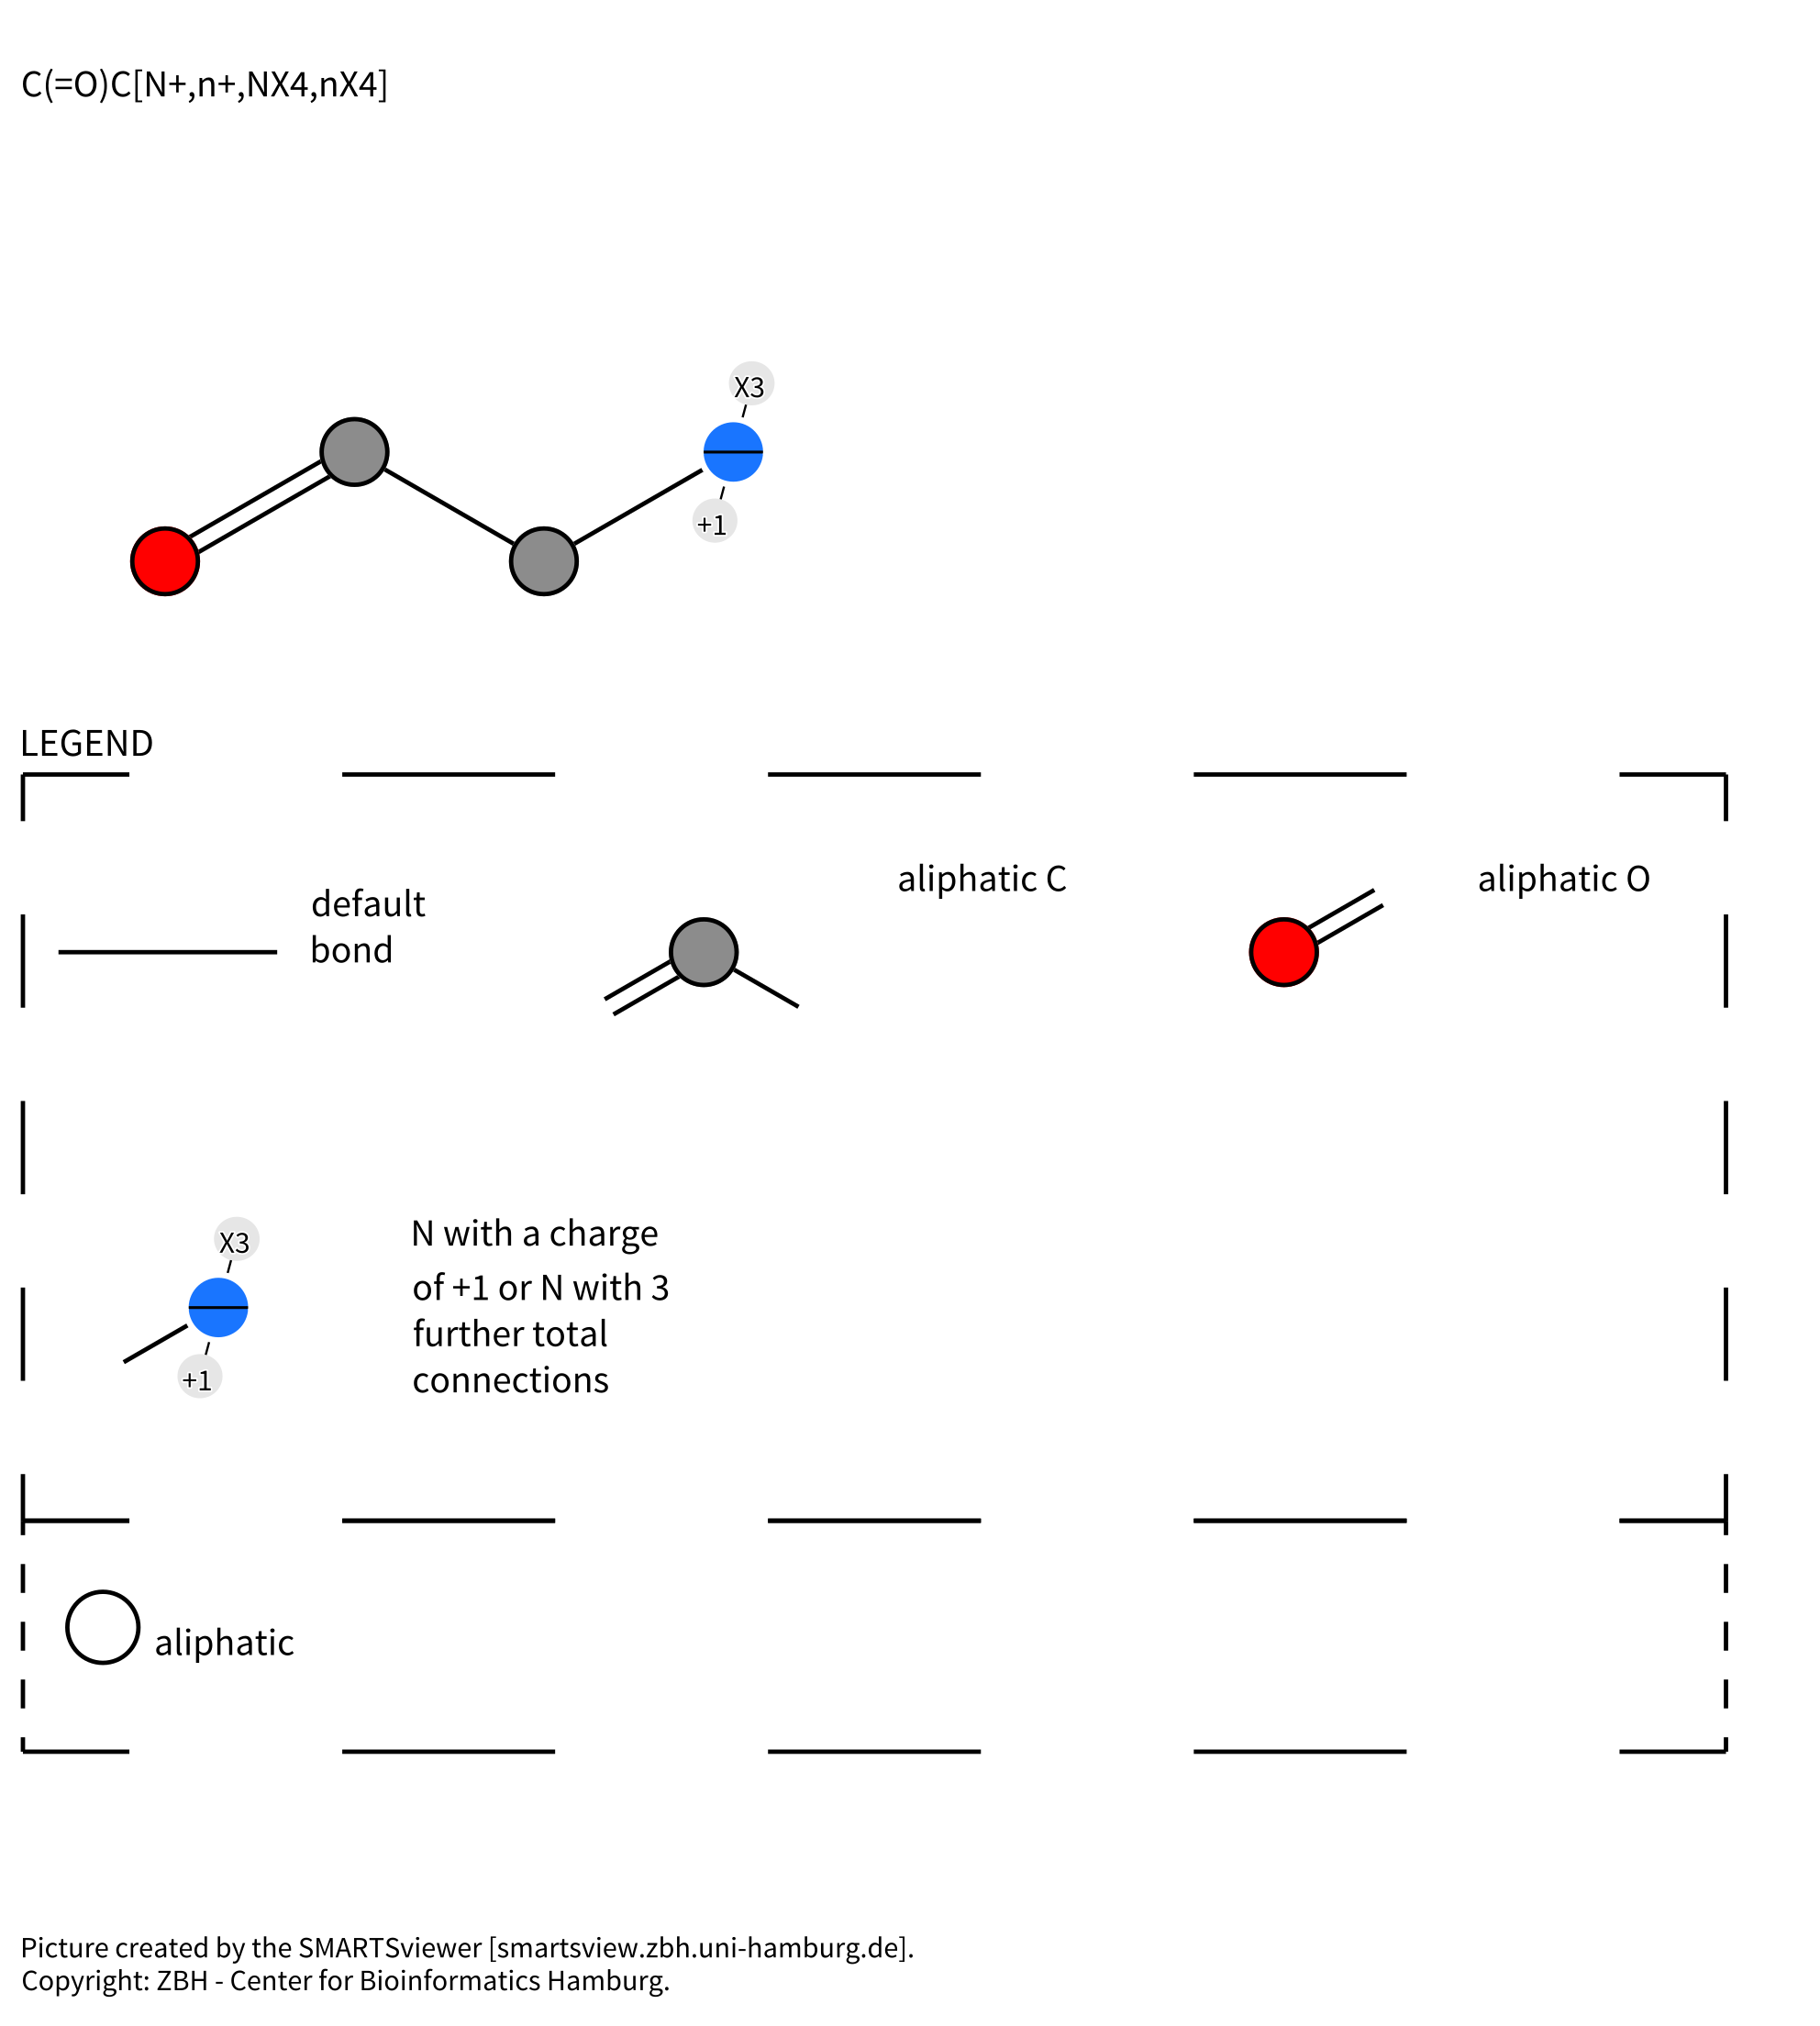 C(=O)C[N+,n+,NX4,nX4]
X3
+1
LEGEND
default
bond
aliphatic C
aliphatic O
X3
+1
N with a charge
of +1 or N with 3
further total
connections
aliphatic
Picture created by the SMARTSviewer [smartsview.zbh.uni-hamburg.de].
Copyright: ZBH - Center for Bioinformatics Hamburg.